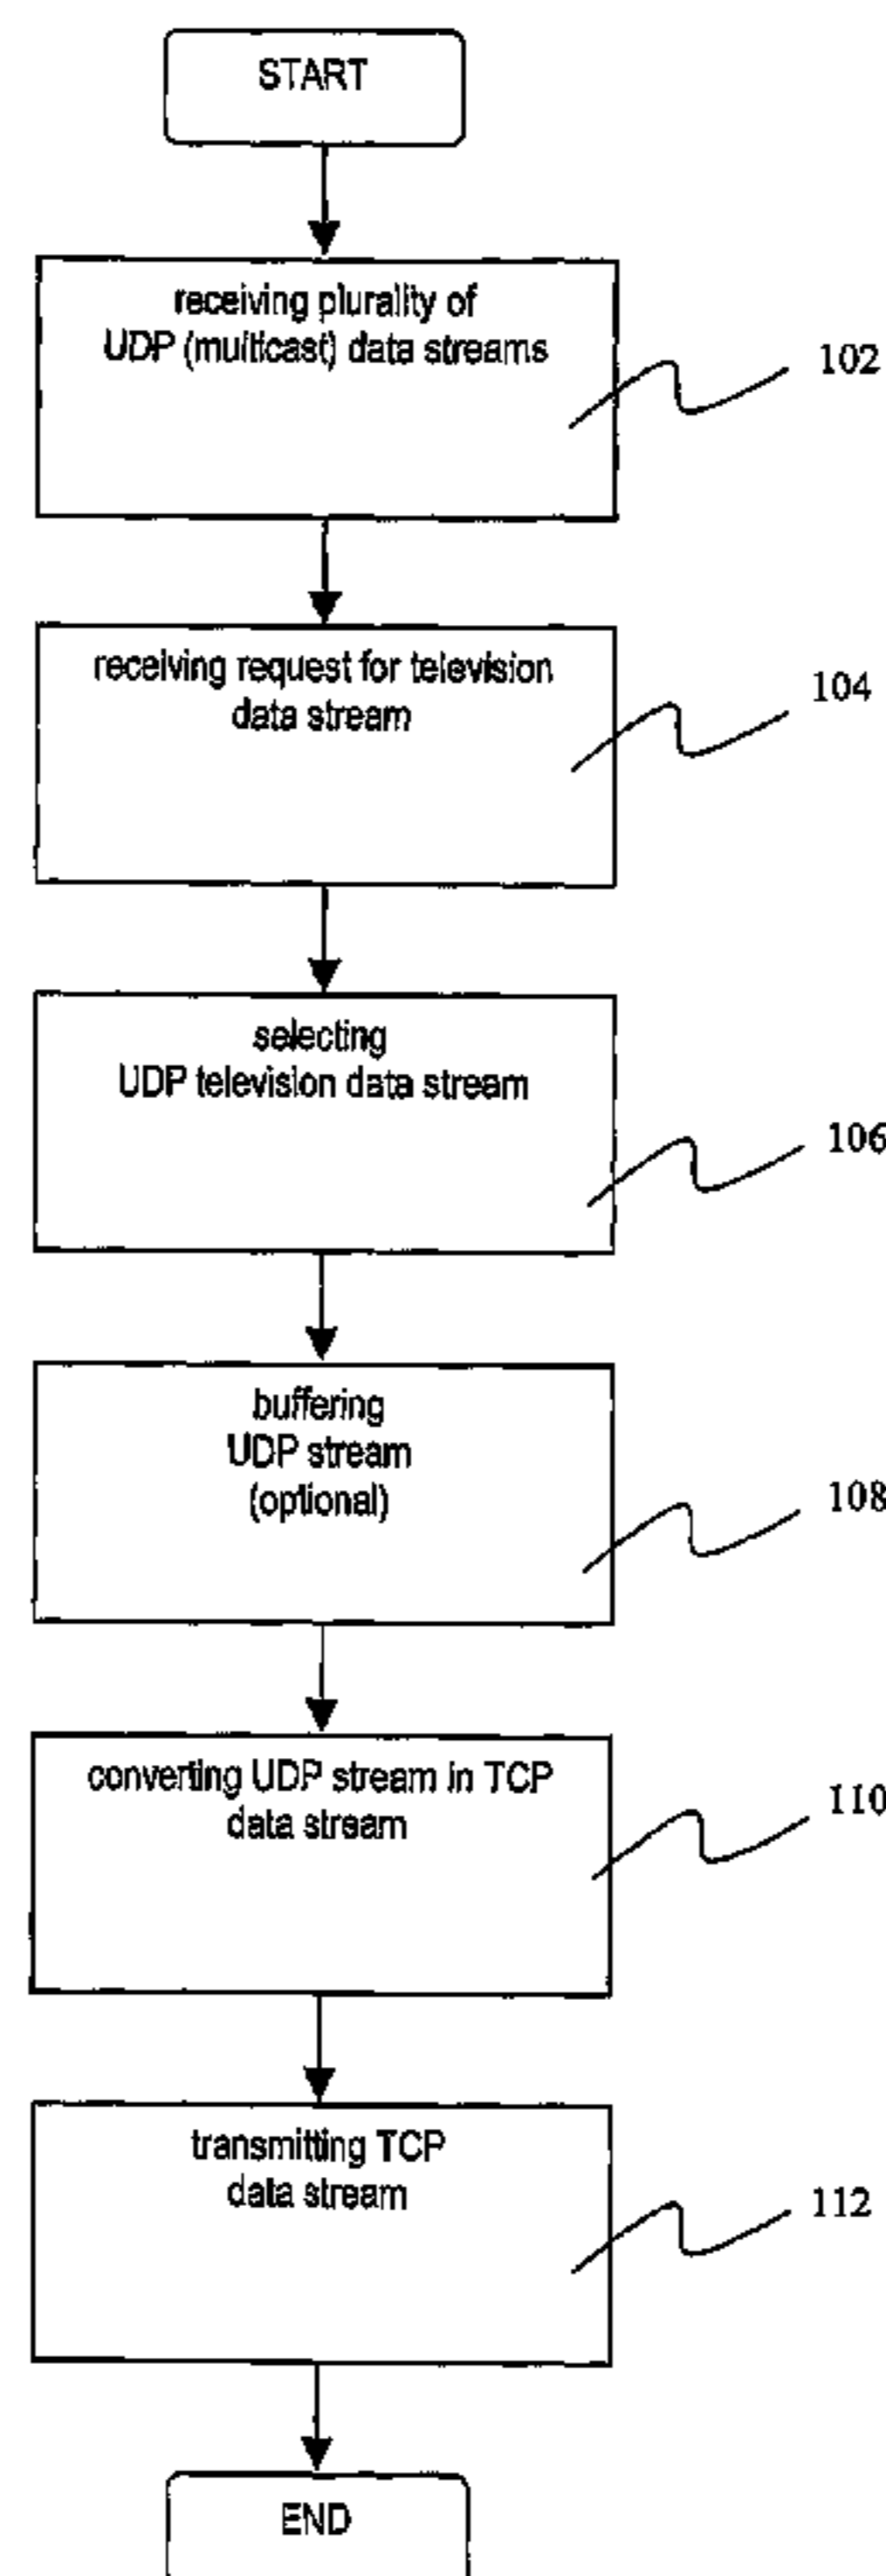 START
receiving plurality of
UDP (multicast) data streams
102
receiving request for television
data stream
104
selecting
UDP television data stream
106
buffering
UDP stream
(optional)
108
converting UDP stream in TCP
data stream
110
transmitting TCP
data stream
112
END